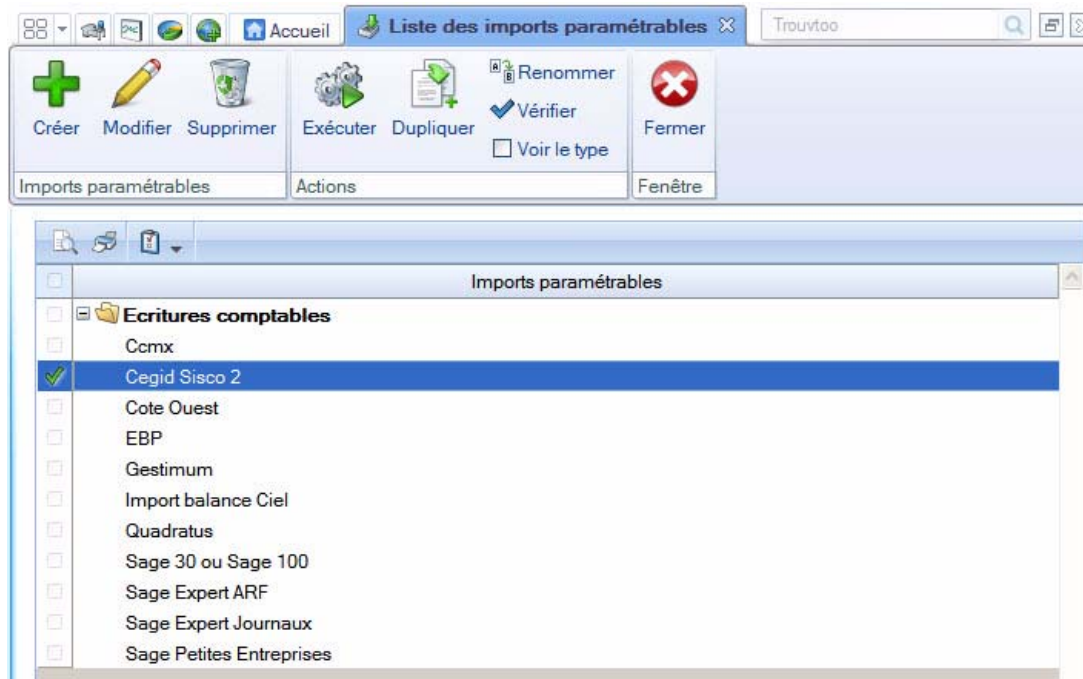 Accueil
Liste des imports paramétrables
Trouvtoo
Créer
Modifier
Supprimer
Exécuter
Dupliquer
Renommer
Vérifier
Voir le type
Fermer
Imports paramétrables
Actions
Fenêtre
Imports paramétrables
Ecritures comptables
Ccmx
Cegid Sisco 2
Cote Ouest
EBP
Gestimum
Import balance Ciel
Quadratus
Sage 30 ou Sage 100
Sage Expert ARF
Sage Expert Journaux
Sage Petites Entreprises